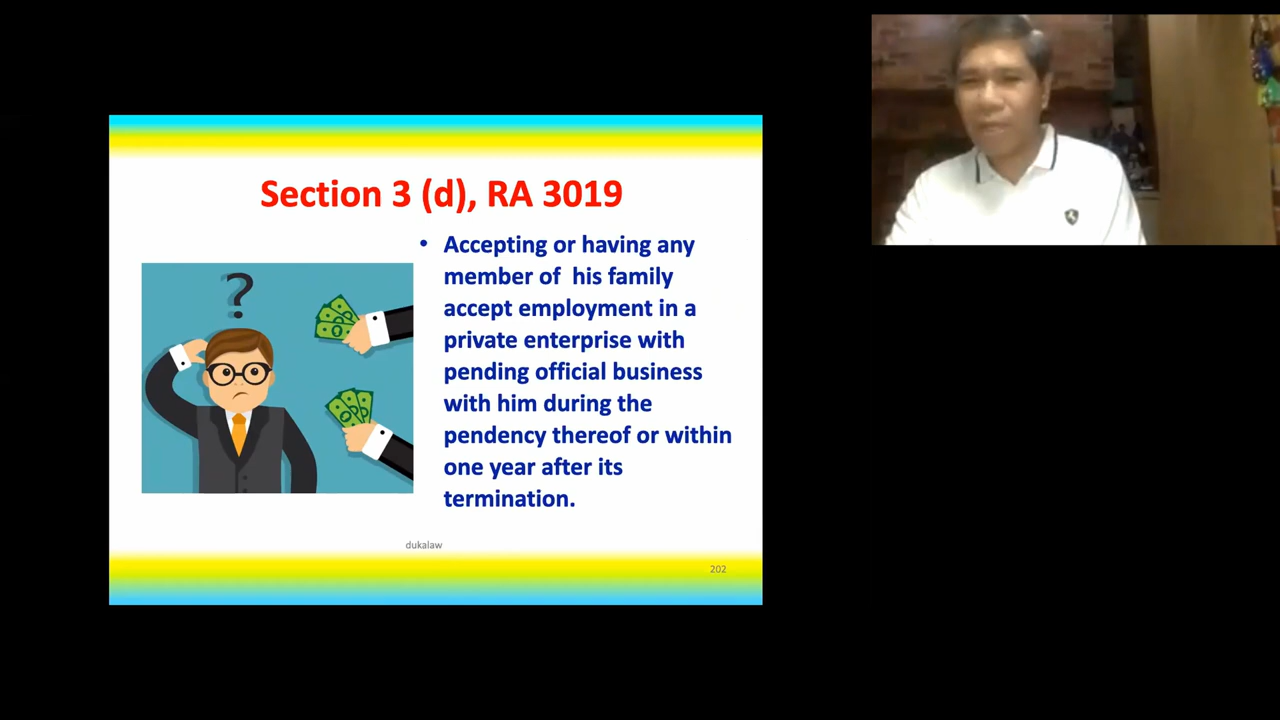 Section 3 (d), RA 3019
• Accepting or having any
member of his family
accept employment in a
private enterprise with
pending official business
with him during the
pendency thereof or within
one year after its
termination.
?
dukalaw
202